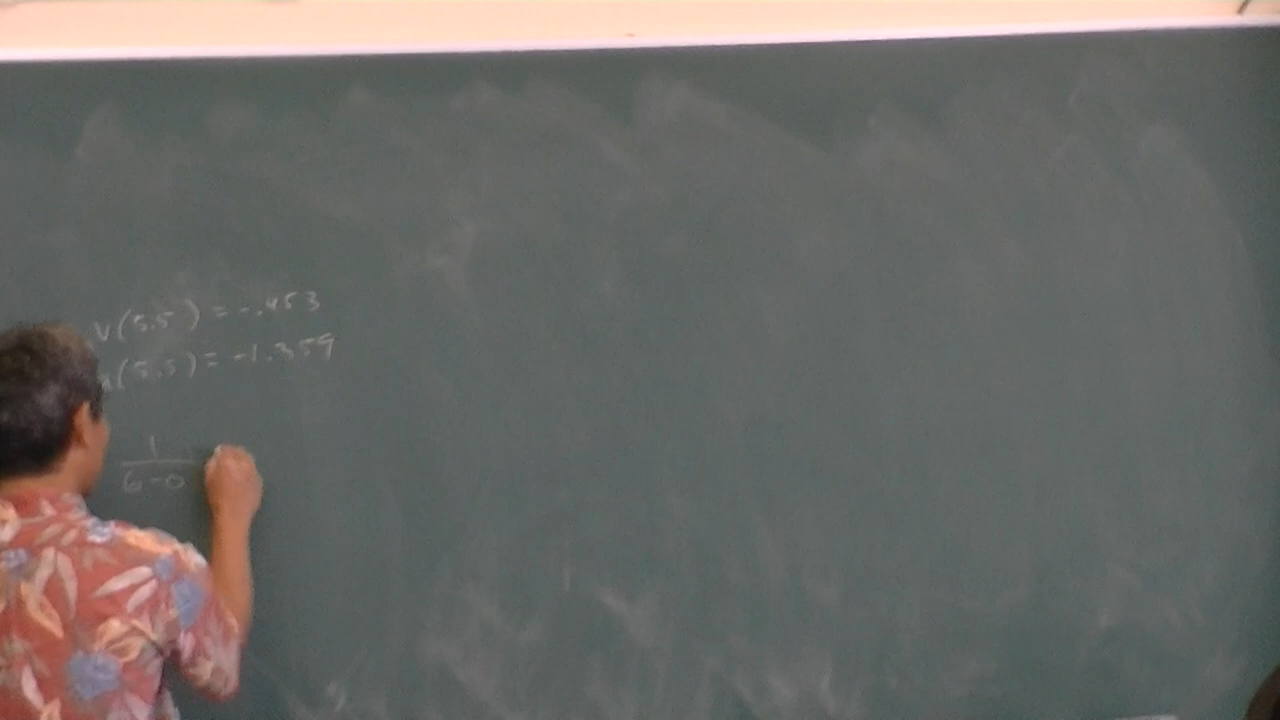 v(5.5) = -.453
a(5.5) = -1.359
1
6-0